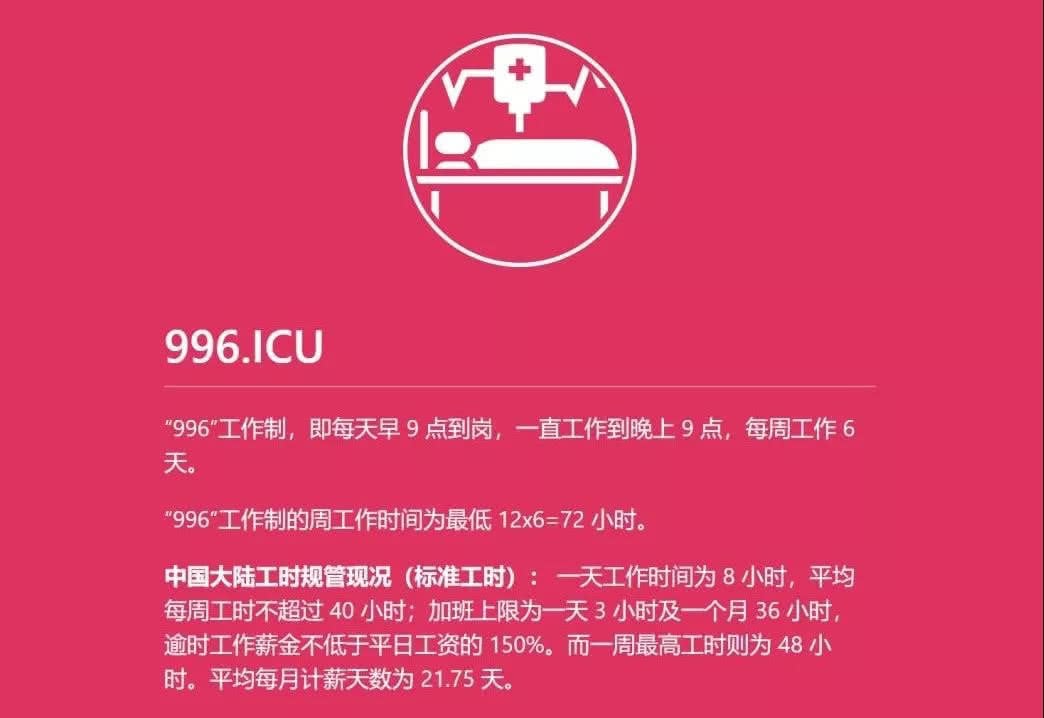 996.ICU
“996”工作制，即每天早 9 点到岗，一直工作到晚上 9 点，每周工作 6
天。
“996”工作制的周工作时间为最低 12x6=72 小时。
中国大陆工时规管现况（标准工时）： 一天工作时间为 8 小时，平均
每周工时不超过 40 小时；加班上限为一天 3 小时及一个月 36 小时，
逾时工作薪金不低于平日工资的 150%。而一周最高工时则为 48 小
时。平均每月计薪天数为 21.75 天。